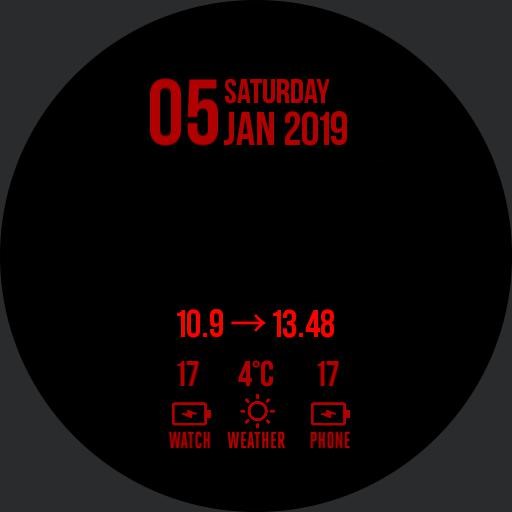 05 SATURDAY
JAN 2019
10.9 → 13.48
17 4°C 17
WATCH WEATHER PHONE